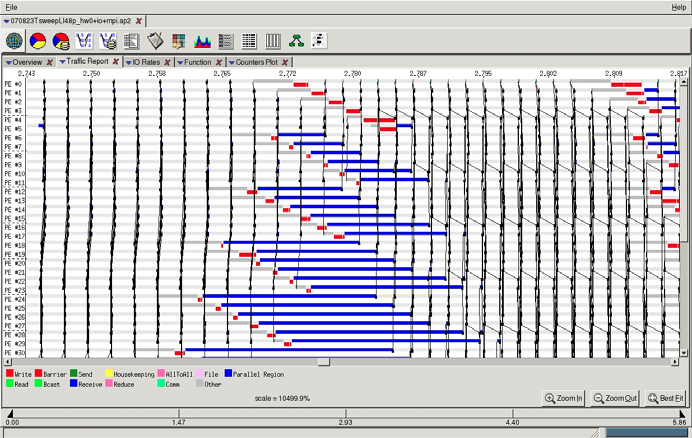 File Help
070823TsweepLl48p_hw0+io+mpi.ap2
Overview Traffic Report IO Rates Function Counters Plot
2.743 2.750 2.758 2.765 2.772 2.780 2.787 2.795 2.802 2.809 2.817
PE #0
PE #1
PE #2
PE #3
PE #4
PE #5
PE #6
PE #7
PE #8
PE #9
PE #10
PE #11
PE #12
PE #13
PE #14
PE #15
PE #16
PE #17
PE #18
PE #19
PE #20
PE #21
PE #22
PE #23
PE #24
PE #25
PE #26
PE #27
PE #28
PE #29
PE #30
Write Barrier Send Housekeeping AllToAll File Parallel Region
Read Bcast Receive Reduce Comm Other
scale = 10499.9% Zoom In Zoom Out Best Fit
0.00 1.47 2.93 4.40 5.86